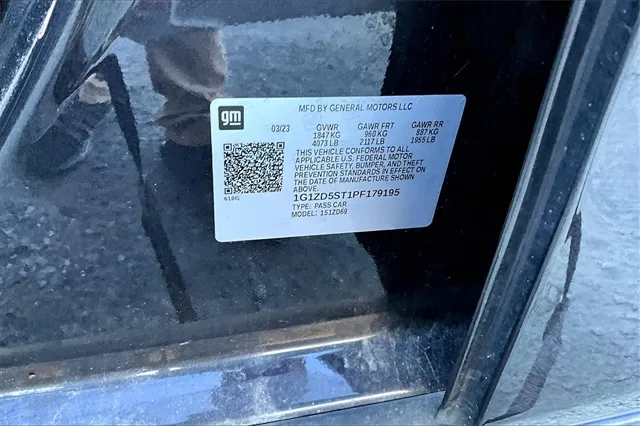 gm
MFD BY GENERAL MOTORS LLC
03/23 GVWR GAWR FRT GAWR RR
1847 KG 960 KG 887 KG
4073 LB 2117 LB 1955 LB
THIS VEHICLE CONFORMS TO ALL
APPLICABLE U.S. FEDERAL MOTOR
VEHICLE SAFETY, BUMPER, AND THEFT
PREVENTION STANDARDS IN EFFECT ON
THE DATE OF MANUFACTURE SHOWN
ABOVE.
618G
1G1ZD5ST1PF179195
TYPE: PASS CAR
MODEL: 1S1ZD69